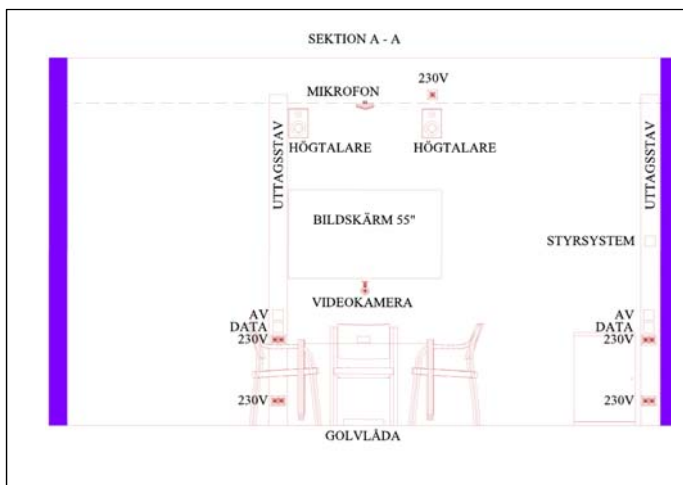 SEKTION A - A
230V
MIKROFON
UTTAGSSTAV
HÖGTALARE
HÖGTALARE
UTTAGSSTAV
BILDSKÄRM 55"
STYRSYSTEM
VIDEOKAMERA
AV
DATA
230V
AV
DATA
230V
230V
230V
GOLVLÅDA